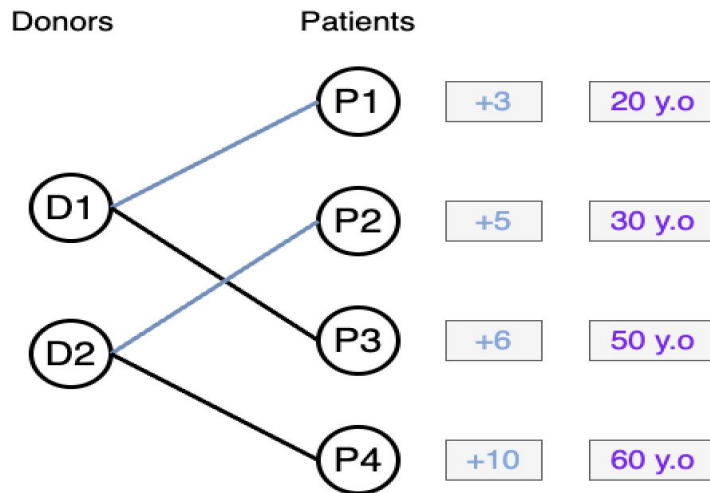 Donors Patients
P1 +3 20 y.o
D1
P2 +5 30 y.o
D2
P3 +6 50 y.o
P4 +10 60 y.o